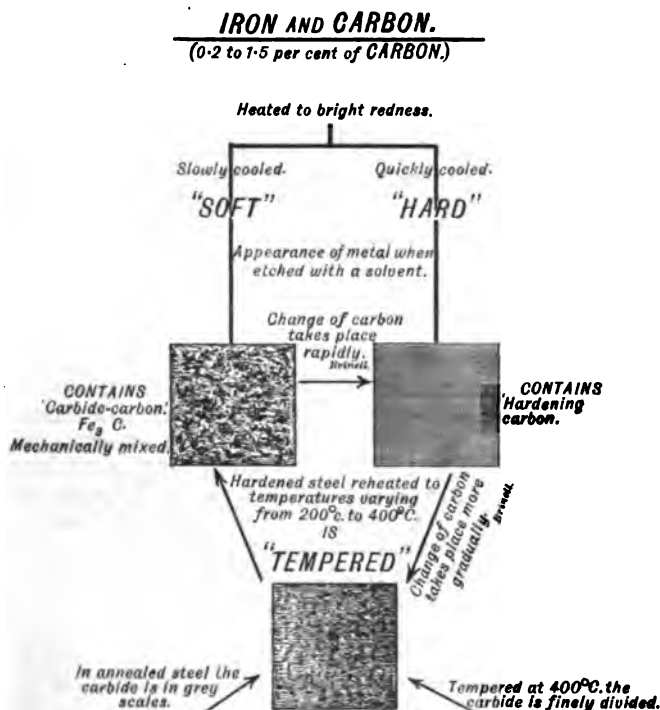 IRON AND CARBON.
(0·2 to 1·5 per cent of CARBON.)
Heated to bright redness.
Slowly cooled.
"SOFT"
Quickly cooled.
"HARD"
Appearance of metal when
etched with a solvent.
Change of carbon
takes place
rapidly.
Brinell.
CONTAINS
'Carbide-carbon.'
Fe3 C.
Mechanically mixed.
CONTAINS
'Hardening
carbon.
Hardened steel reheated to
temperatures varying
from 200°c. to 400°C.
IS
"TEMPERED"
Change of carbon
takes place more
gradually.
Brinell.
In annealed steel the
carbide is in grey
scales.
Tempered at 400°C. the
carbide is finely divided.